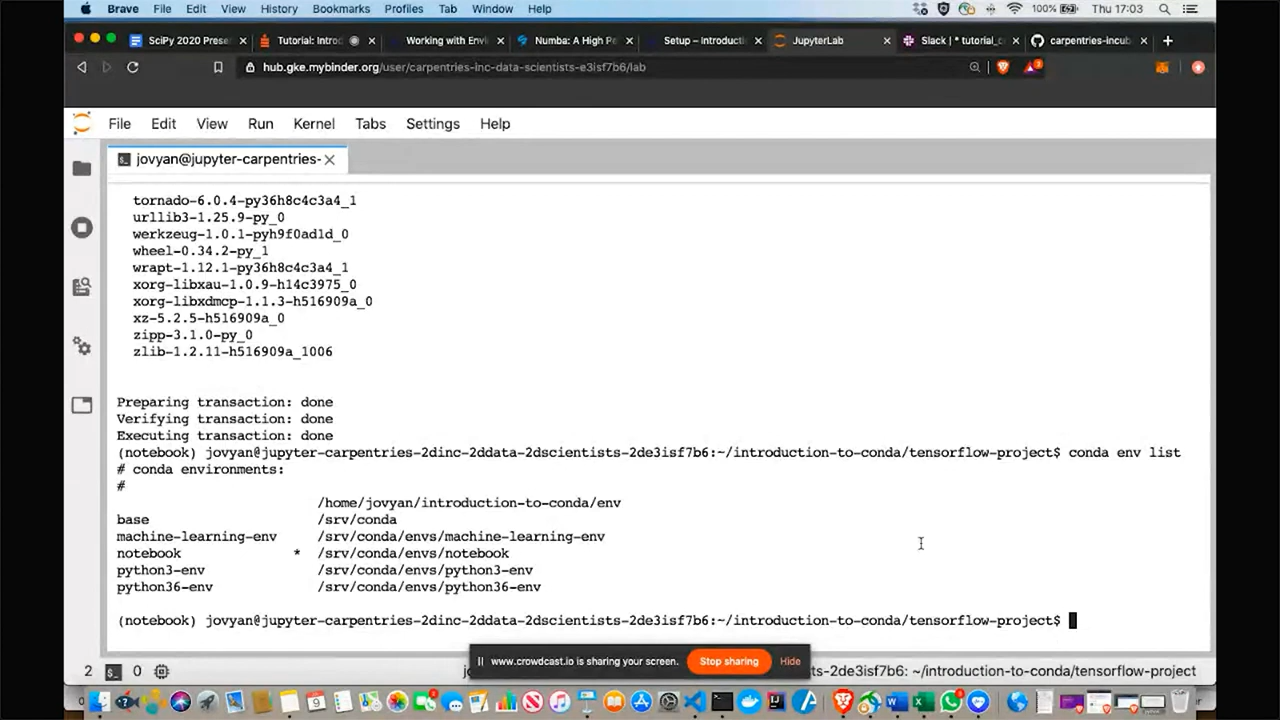 Brave File Edit View History Bookmarks Profiles Tab Window Help 100% Thu 17:03
SciPy 2020 Prese Tutorial: Introd Working with Envi Numba: A High Pe Setup – Introducti JupyterLab Slack | * tutorial_c carpentries-incub
hub.gke.mybinder.org/user/carpentries-inc-data-scientists-e3isf7b6/lab
File Edit View Run Kernel Tabs Settings Help
jovyan@jupyter-carpentries-
tornado-6.0.4-py36h8c4c3a4_1
urllib3-1.25.9-py_0
werkzeug-1.0.1-pyh9f0ad1d_0
wheel-0.34.2-py_1
wrapt-1.12.1-py36h8c4c3a4_1
xorg-libxau-1.0.9-h14c3975_0
xorg-libxdmcp-1.1.3-h516909a_0
xz-5.2.5-h516909a_0
zipp-3.1.0-py_0
zlib-1.2.11-h516909a_1006
Preparing transaction: done
Verifying transaction: done
Executing transaction: done
(notebook) jovyan@jupyter-carpentries-2dinc-2ddata-2dscientists-2de3isf7b6:~/introduction-to-conda/tensorflow-project$ conda env list
# conda environments:
#
/home/jovyan/introduction-to-conda/env
base /srv/conda
machine-learning-env /srv/conda/envs/machine-learning-env
notebook * /srv/conda/envs/notebook
python3-env /srv/conda/envs/python3-env
python36-env /srv/conda/envs/python36-env
(notebook) jovyan@jupyter-carpentries-2dinc-2ddata-2dscientists-2de3isf7b6:~/introduction-to-conda/tensorflow-project$
www.crowdcast.io is sharing your screen. Stop sharing Hide
2 0 ts-2de3isf7b6: ~/introduction-to-conda/tensorflow-project